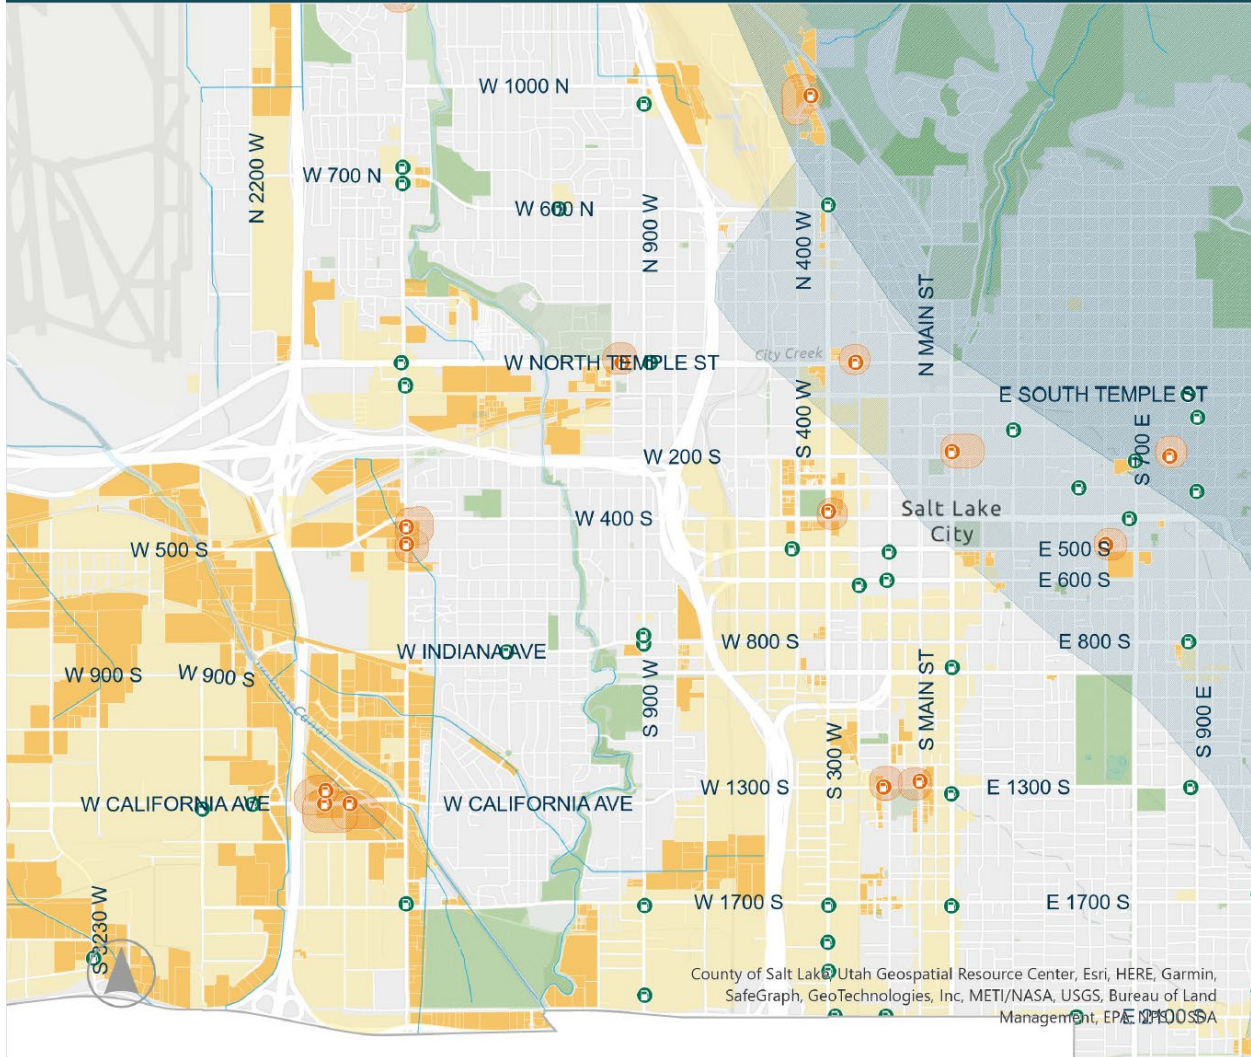 W 1000 N
N 2200 W
W 700 N
W 600 N
N 900 W
N 400 W
N MAIN ST
City Creek
W NORTH TEMPLE ST
E SOUTH TEMPLE ST
S 400 W
S 700 E
W 200 S
W 400 S
Salt Lake
City
W 500 S
E 500 S
E 600 S
W INDIANA AVE
W 800 S
E 800 S
W 900 S
W 900 S
S 900 W
S MAIN ST
S 900 E
Canal
S 300 W
W 1300 S
E 1300 S
W CALIFORNIA AVE
W CALIFORNIA AVE
W 1700 S
E 1700 S
S 3230 W
County of Salt Lake, Utah Geospatial Resource Center, Esri, HERE, Garmin,
SafeGraph, GeoTechnologies, Inc, METI/NASA, USGS, Bureau of Land
Management, EPA, NPS, USDA
E 2100 S